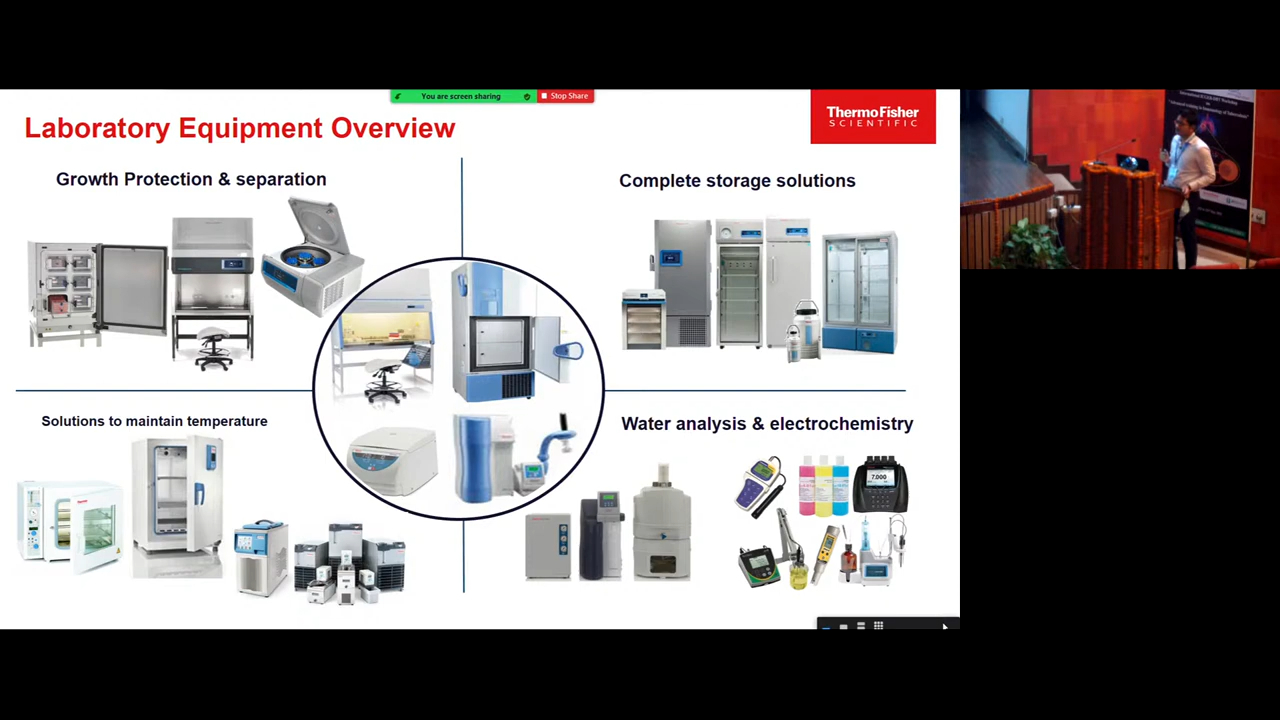 You are screen sharing
Stop Share
Laboratory Equipment Overview
ThermoFisher
SCIENTIFIC
Growth Protection & separation
Complete storage solutions
Solutions to maintain temperature
Water analysis & electrochemistry
7.000